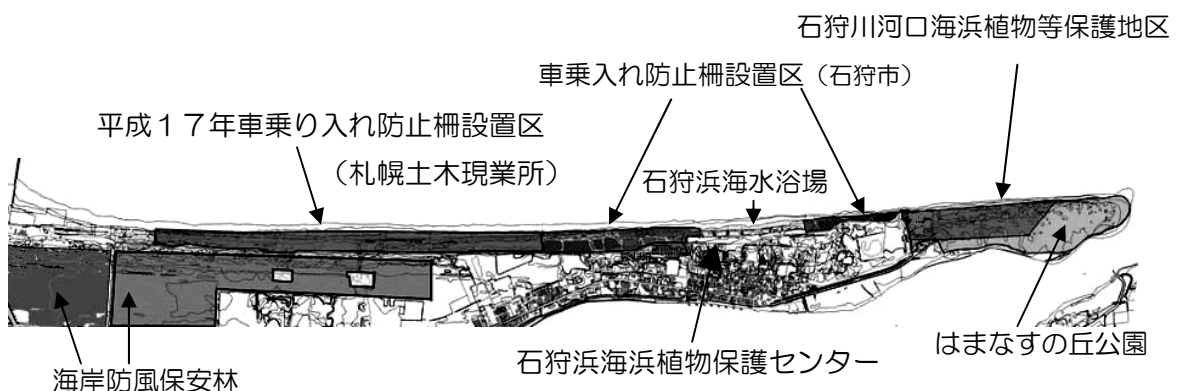 石狩川河口海浜植物等保護地区
車乗入れ防止柵設置区（石狩市）
平成１７年車乗り入れ防止柵設置区
（札幌土木現業所）
石狩浜海水浴場
はまなすの丘公園
石狩浜海浜植物保護センター
海岸防風保安林